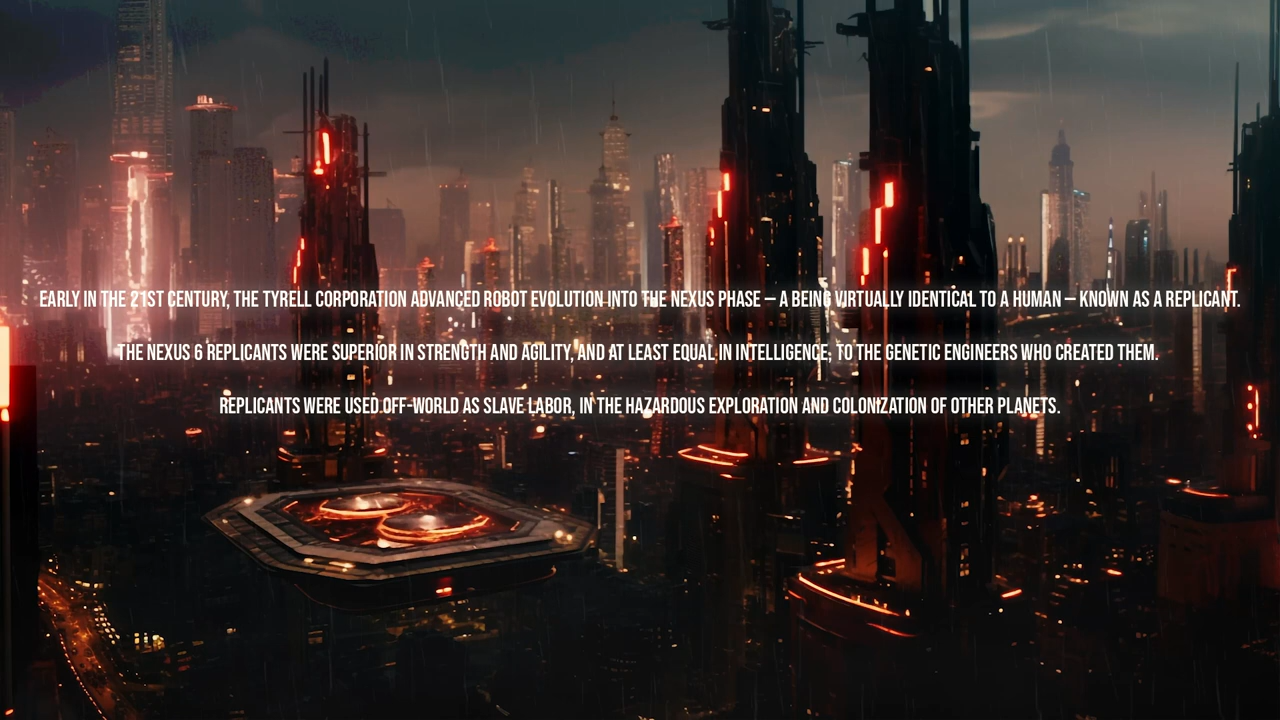 EARLY IN THE 21ST CENTURY, THE TYRELL CORPORATION ADVANCED ROBOT EVOLUTION INTO THE NEXUS PHASE – A BEING VIRTUALLY IDENTICAL TO A HUMAN – KNOWN AS A REPLICANT.
THE NEXUS 6 REPLICANTS WERE SUPERIOR IN STRENGTH AND AGILITY, AND AT LEAST EQUAL IN INTELLIGENCE, TO THE GENETIC ENGINEERS WHO CREATED THEM.
REPLICANTS WERE USED OFF-WORLD AS SLAVE LABOR, IN THE HAZARDOUS EXPLORATION AND COLONIZATION OF OTHER PLANETS.